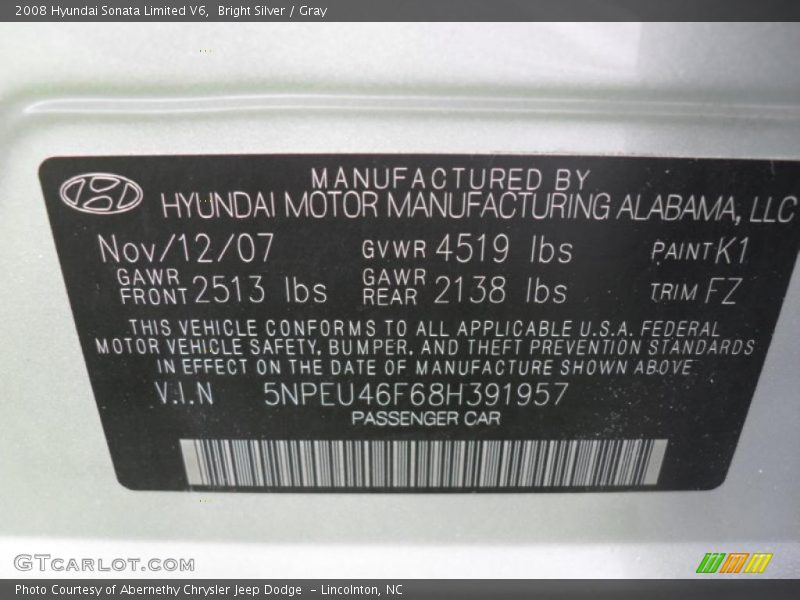 2008 Hyundai Sonata Limited V6,  Bright Silver / Gray
MANUFACTURED BY
HYUNDAI MOTOR MANUFACTURING ALABAMA, LLC
Nov/12/07 GVWR 4519 lbs PAINT K1
GAWR FRONT 2513 lbs GAWR REAR 2138 lbs TRIM FZ
THIS VEHICLE CONFORMS TO ALL APPLICABLE U.S.A. FEDERAL
MOTOR VEHICLE SAFETY, BUMPER, AND THEFT PREVENTION STANDARDS
IN EFFECT ON THE DATE OF MANUFACTURE SHOWN ABOVE
V.I.N 5NPEU46F68H391957
PASSENGER CAR
GTCARLOT.COM
Photo Courtesy of Abernethy Chrysler Jeep Dodge  - Lincolnton, NC